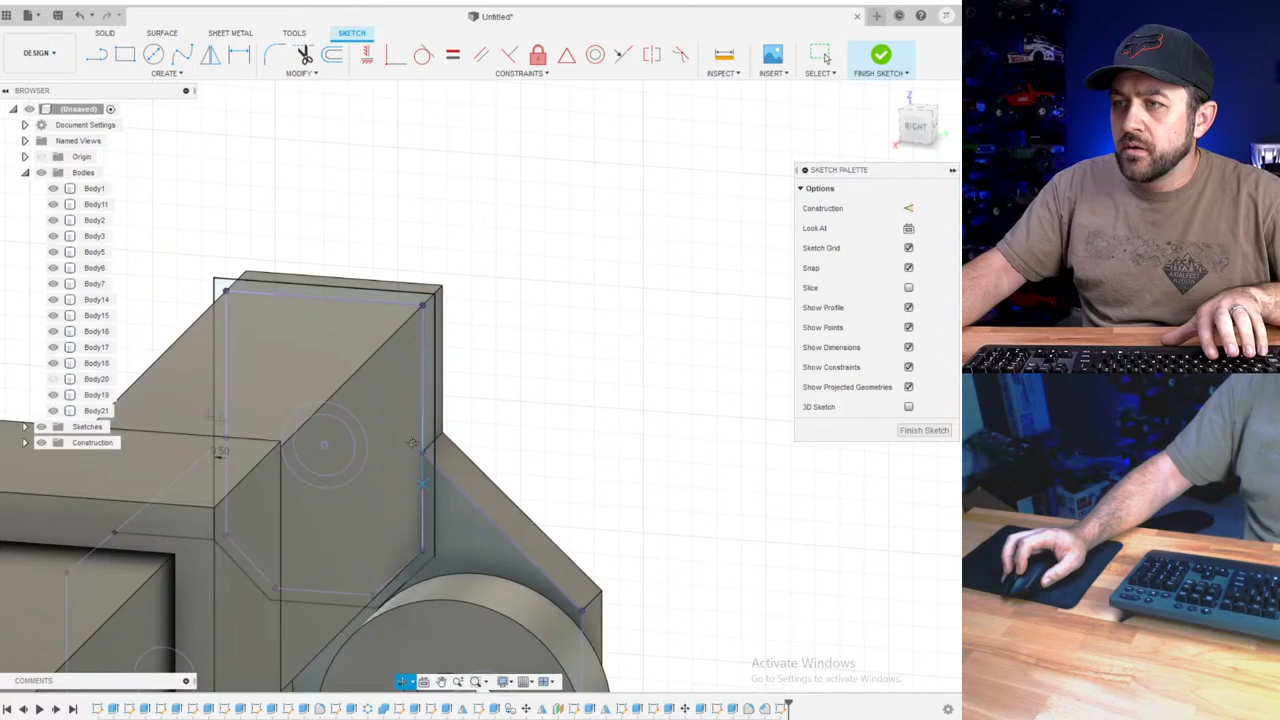 Untitled*
JT
DESIGN
SOLID SURFACE SHEET METAL TOOLS SKETCH
CREATE MODIFY CONSTRAINTS INSPECT INSERT SELECT FINISH SKETCH
BROWSER
(Unsaved)
Document Settings
Named Views
Origin
Bodies
Body1
Body11
Body2
Body3
Body5
Body6
Body7
Body14
Body15
Body16
Body17
Body18
Body20
Body19
Body21
Sketches
Construction
0.50
Z
RIGHT
X
Y
SKETCH PALETTE
Options
Construction
Look At
Sketch Grid
Snap
Slice
Show Profile
Show Points
Show Dimensions
Show Constraints
Show Projected Geometries
3D Sketch
Finish Sketch
AXIALFEST
Activate Windows
Go to Settings to activate Windows.
COMMENTS